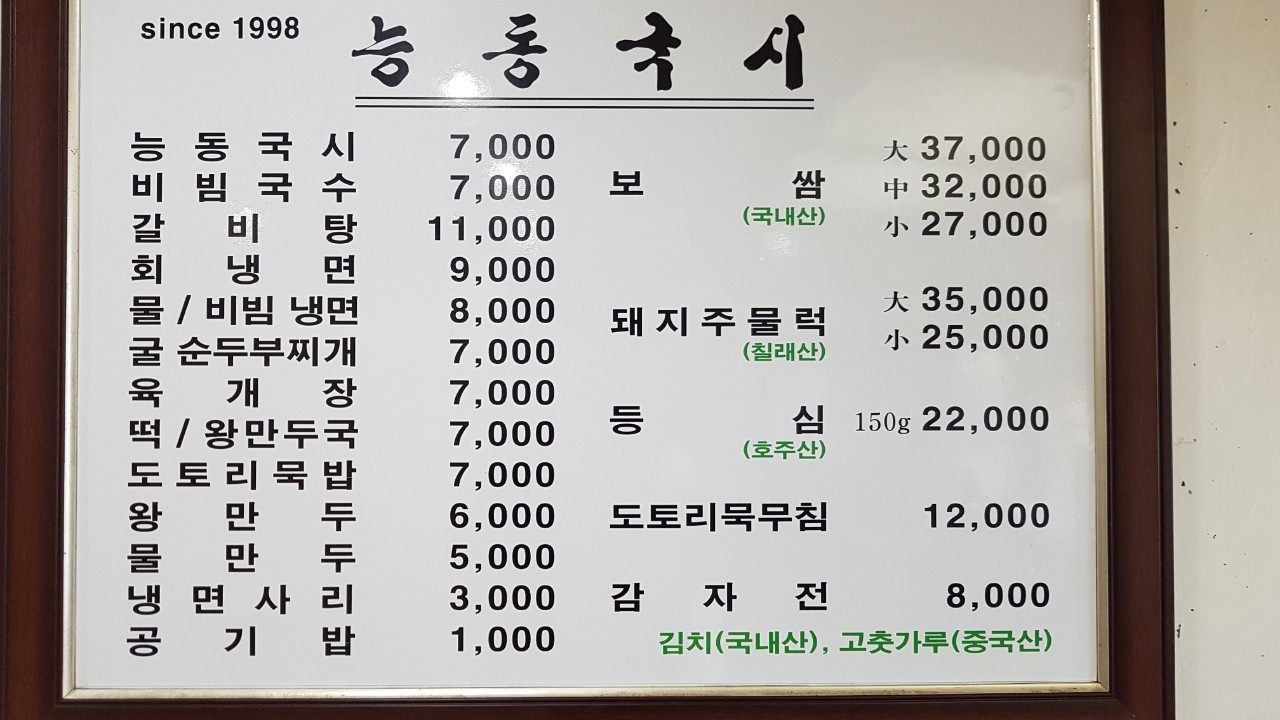 since 1998
능동국시
능동국시 7,000
비빔국수 7,000
갈비탕 11,000
회냉면 9,000
물/비빔 냉면 8,000
굴 순두부찌개 7,000
육개장 7,000
떡/왕만두국 7,000
도토리묵밥 7,000
왕만두 6,000
물만두 5,000
냉면사리 3,000
공기밥 1,000
大 37,000
보쌈 中 32,000
(국내산) 小 27,000
大 35,000
돼지주물럭 小 25,000
(칠래산)
등심 150g 22,000
(호주산)
도토리묵무침 12,000
감자전 8,000
김치(국내산), 고춧가루(중국산)